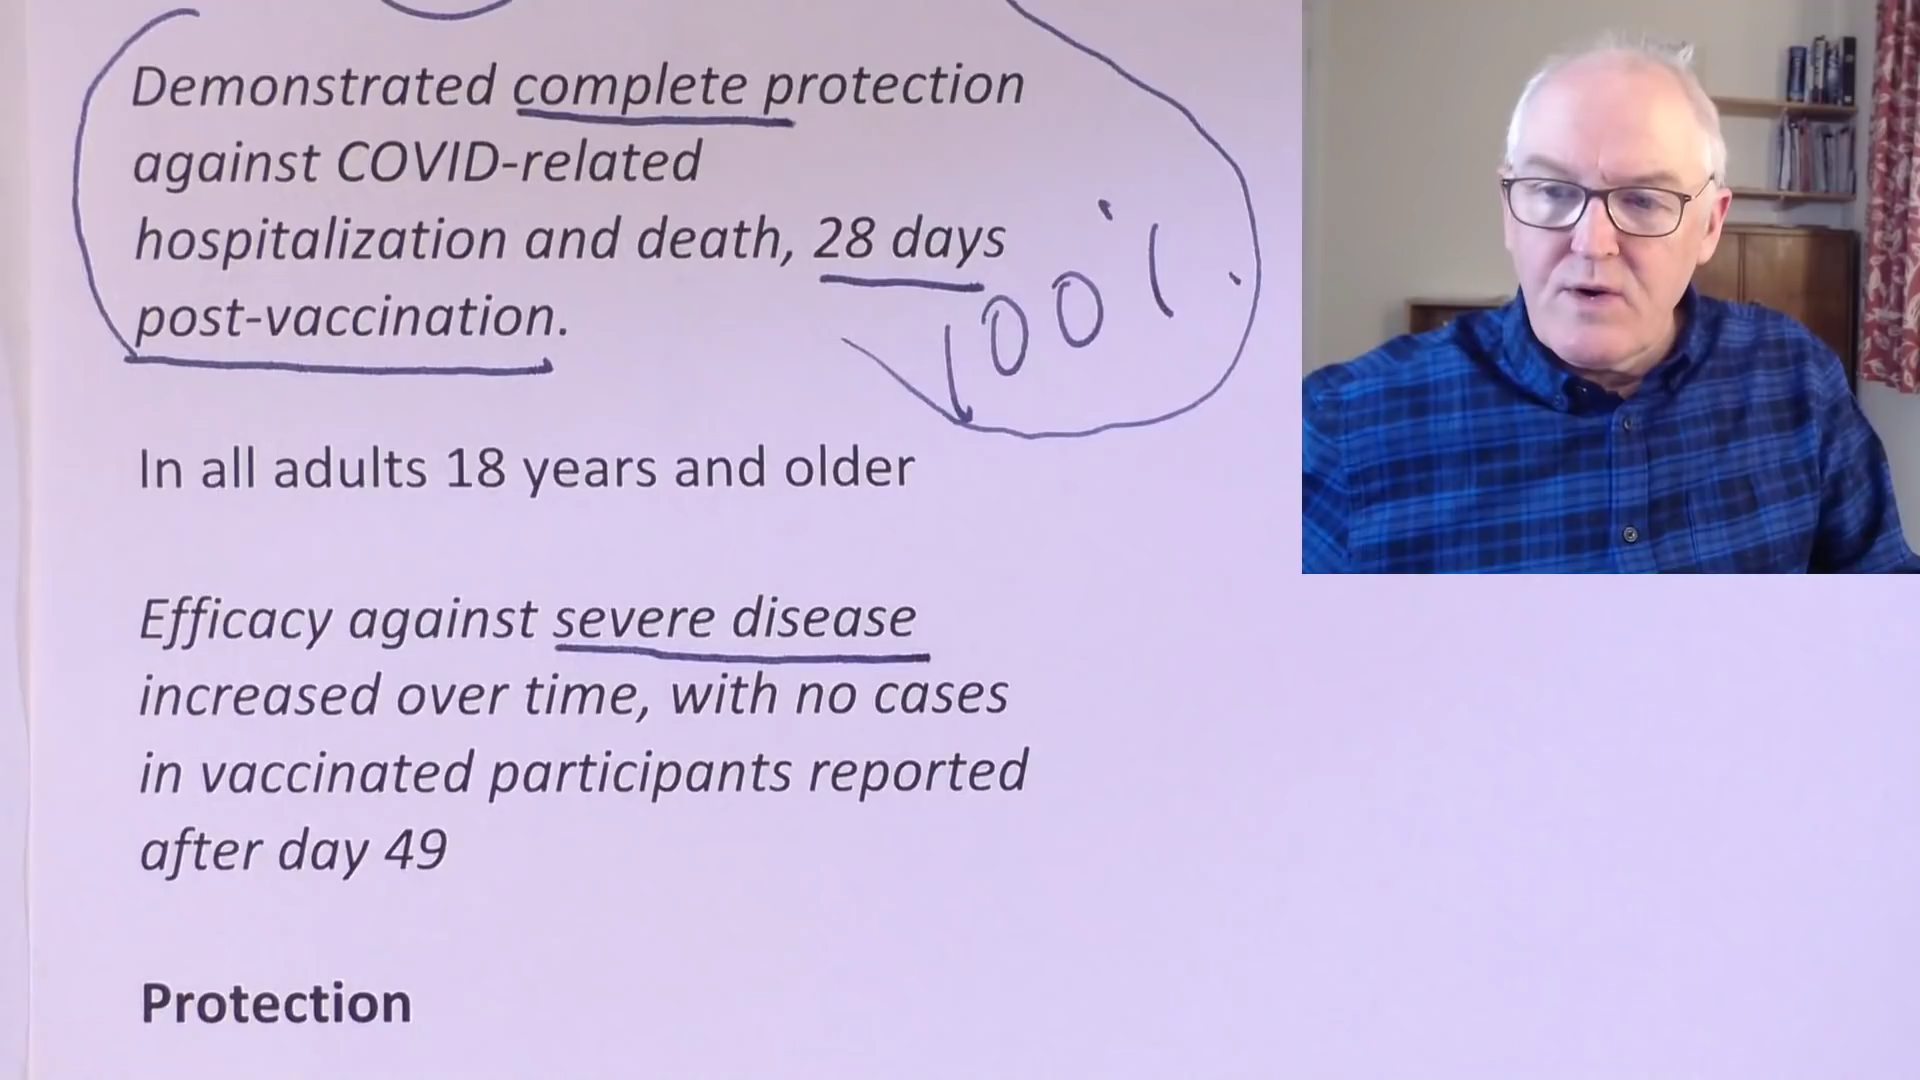 Demonstrated complete protection
against COVID-related
hospitalization and death, 28 days
post-vaccination.
100%
In all adults 18 years and older
Efficacy against severe disease
increased over time, with no cases
in vaccinated participants reported
after day 49
Protection